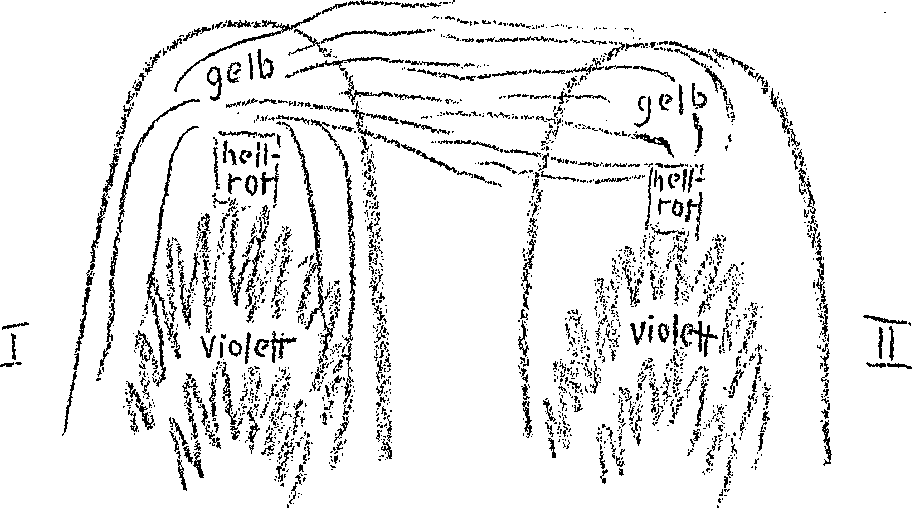 gelb
hell-
rot
violett
I
gelb
hell-
rot
violett
II